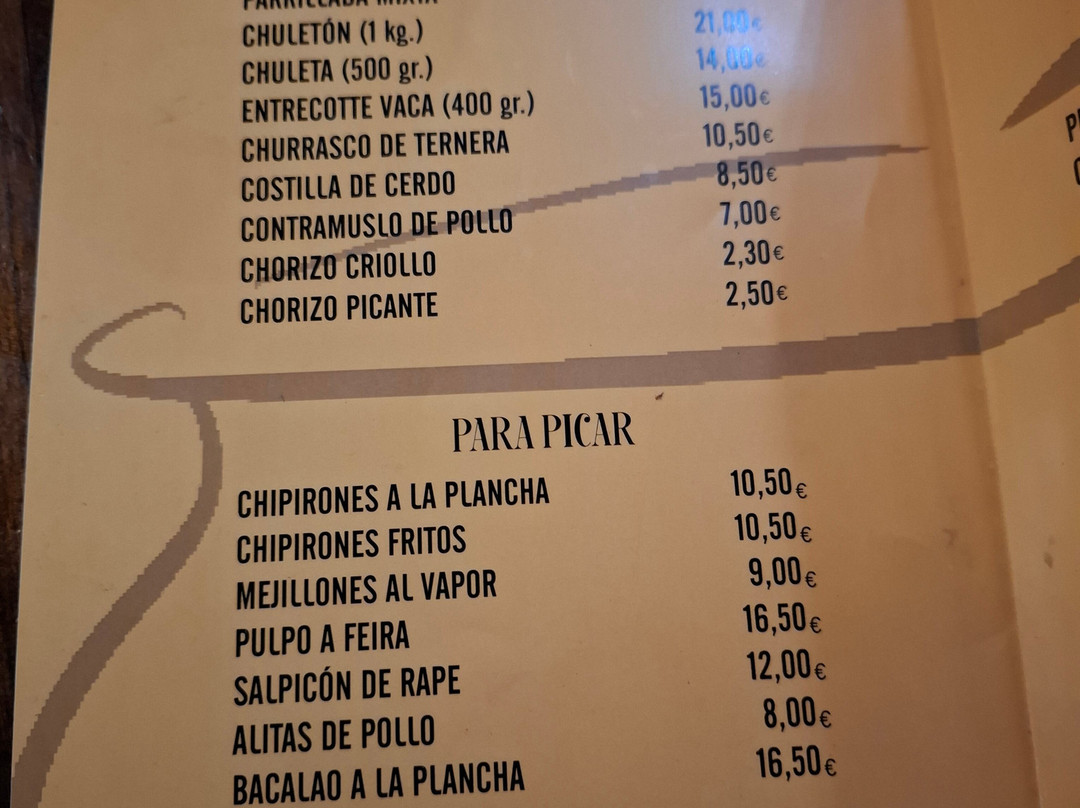 PARRILLADA MIXTA
CHULETÓN (1 kg.) 21,00€
CHULETA (500 gr.) 14,00€
ENTRECOTTE VACA (400 gr.) 15,00€
CHURRASCO DE TERNERA 10,50€
COSTILLA DE CERDO 8,50€
CONTRAMUSLO DE POLLO 7,00€
CHORIZO CRIOLLO 2,30€
CHORIZO PICANTE 2,50€
PARA PICAR
CHIPIRONES A LA PLANCHA 10,50€
CHIPIRONES FRITOS 10,50€
MEJILLONES AL VAPOR 9,00€
PULPO A FEIRA 16,50€
SALPICÓN DE RAPE 12,00€
ALITAS DE POLLO 8,00€
BACALAO A LA PLANCHA 16,50€